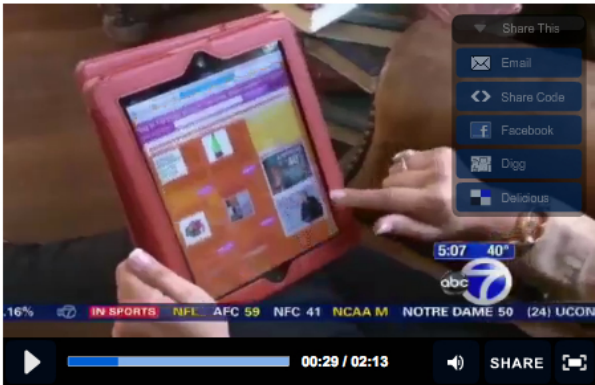 Share This
Email
Share Code
Facebook
Digg
Delicious
5:07 40°
abc 7
.16% 7 IN SPORTS NFL AFC 59 NFC 41 NCAA M NOTRE DAME 50 (24) UCON
00:29 / 02:13 SHARE